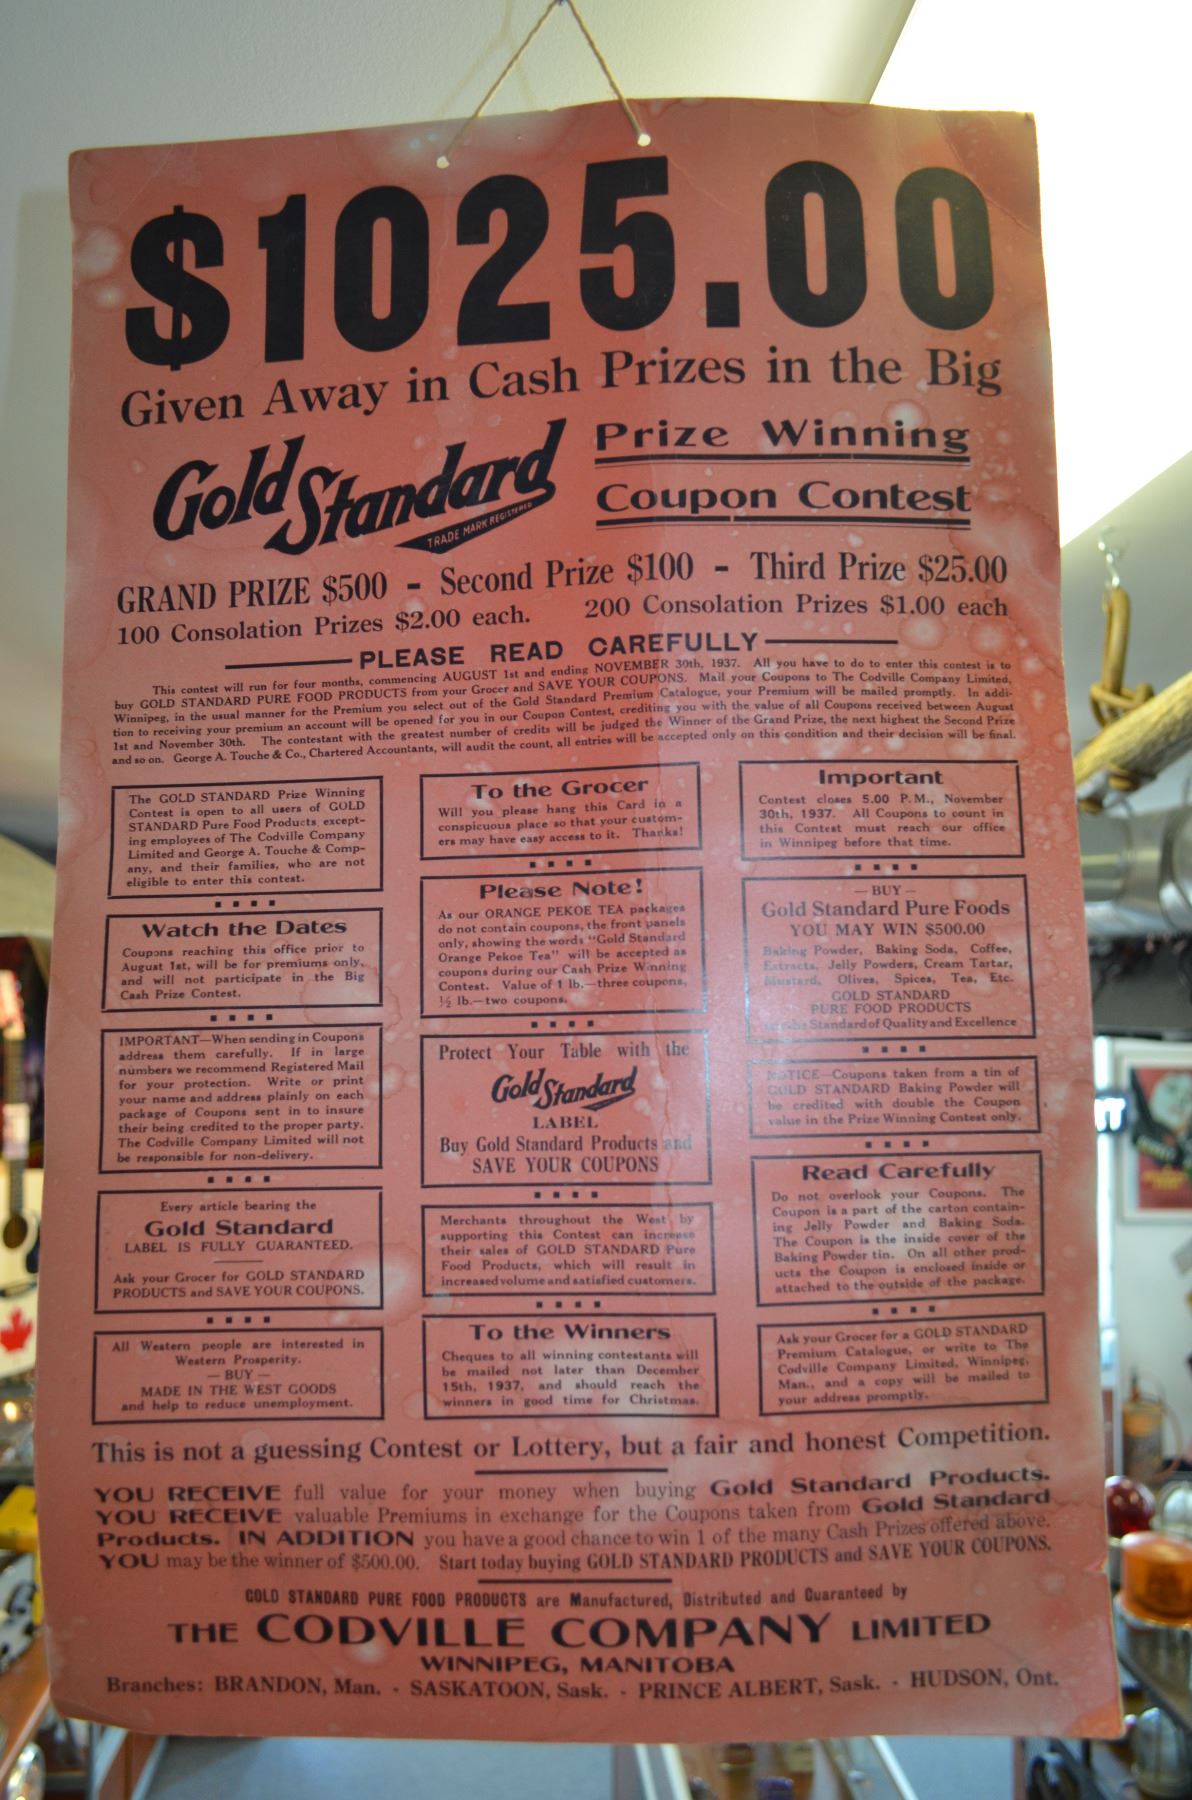 $1025.00
Given Away in Cash Prizes in the Big
Gold Standard
TRADE MARK REGISTERED
Prize Winning
Coupon Contest
GRAND PRIZE $500 - Second Prize $100 - Third Prize $25.00
100 Consolation Prizes $2.00 each. 200 Consolation Prizes $1.00 each
PLEASE READ CAREFULLY
This contest will run for four months, commencing AUGUST 1st and ending NOVEMBER 30th, 1937. All you have to do to enter this contest is to
buy GOLD STANDARD PURE FOOD PRODUCTS from your Grocer and SAVE YOUR COUPONS. Mail your Coupons to The Codville Company Limited,
Winnipeg, in the usual manner for the Premium you select out of the Gold Standard Premium Catalogue, your Premium will be mailed promptly. In addi-
tion to receiving your premium an account will be opened for you in our Coupon Contest, crediting you with the value of all Coupons received between August
1st and November 30th. The contestant with the greatest number of credits will be judged the Winner of the Grand Prize, the next highest the Second Prize
and so on. George A. Touche & Co., Chartered Accountants, will audit the count, all entries will be accepted only on this condition and their decision will be final.
The GOLD STANDARD Prize Winning
Contest is open to all users of GOLD
STANDARD Pure Food Products except-
ing employees of The Codville Company
Limited and George A. Touche & Comp-
any, and their families, who are not
eligible to enter this contest.
Watch the Dates
Coupons reaching this office prior to
August 1st, will be for premiums only,
and will not participate in the Big
Cash Prize Contest.
IMPORTANT—When sending in Coupons
address them carefully. If in large
numbers we recommend Registered Mail
for your protection. Write or print
your name and address plainly on each
package of Coupons sent in to insure
their being credited to the proper party.
The Codville Company Limited will not
be responsible for non-delivery.
Every article bearing the
Gold Standard
LABEL IS FULLY GUARANTEED.
Ask your Grocer for GOLD STANDARD
PRODUCTS and SAVE YOUR COUPONS.
All Western people are interested in
Western Prosperity.
— BUY —
MADE IN THE WEST GOODS
and help to reduce unemployment.
To the Grocer
Will you please hang this Card in a
conspicuous place so that your custom-
ers may have easy access to it. Thanks!
Please Note!
As our ORANGE PEKOE TEA packages
do not contain coupons, the front panels
only, showing the words "Gold Standard
Orange Pekoe Tea" will be accepted as
coupons during our Cash Prize Winning
Contest. Value of 1 lb.—three coupons,
½ lb.—two coupons.
Protect Your Table with the
Gold Standard
LABEL
Buy Gold Standard Products and
SAVE YOUR COUPONS
Merchants throughout the West by
supporting this Contest can increase
their sales of GOLD STANDARD Pure
Food Products, which will result in
increased volume and satisfied customers.
To the Winners
Cheques to all winning contestants will
be mailed not later than December
15th, 1937, and should reach the
winners in good time for Christmas.
Important
Contest closes 5.00 P.M., November
30th, 1937. All Coupons to count in
this Contest must reach our office
in Winnipeg before that time.
— BUY —
Gold Standard Pure Foods
YOU MAY WIN $500.00
Baking Powder, Baking Soda, Coffee,
Extracts, Jelly Powders, Cream Tartar,
Mustard, Olives, Spices, Tea, Etc.
GOLD STANDARD
PURE FOOD PRODUCTS
Standard of Quality and Excellence
NOTICE—Coupons taken from a tin of
GOLD STANDARD Baking Powder will
be credited with double the Coupon
value in the Prize Winning Contest only.
Read Carefully
Do not overlook your Coupons. The
Coupon is a part of the carton contain-
ing Jelly Powder and Baking Soda.
The Coupon is the inside cover of the
Baking Powder tin. On all other prod-
ucts the Coupon is enclosed inside or
attached to the outside of the package.
Ask your Grocer for a GOLD STANDARD
Premium Catalogue, or write to The
Codville Company Limited, Winnipeg,
Man., and a copy will be mailed to
your address promptly.
This is not a guessing Contest or Lottery, but a fair and honest Competition.
YOU RECEIVE full value for your money when buying Gold Standard Products.
YOU RECEIVE valuable Premiums in exchange for the Coupons taken from Gold Standard
Products. IN ADDITION you have a good chance to win 1 of the many Cash Prizes offered above.
YOU may be the winner of $500.00. Start today buying GOLD STANDARD PRODUCTS and SAVE YOUR COUPONS.
GOLD STANDARD PURE FOOD PRODUCTS are Manufactured, Distributed and Guaranteed by
THE CODVILLE COMPANY LIMITED
WINNIPEG, MANITOBA
Branches: BRANDON, Man. - SASKATOON, Sask. - PRINCE ALBERT, Sask. - HUDSON, Ont.